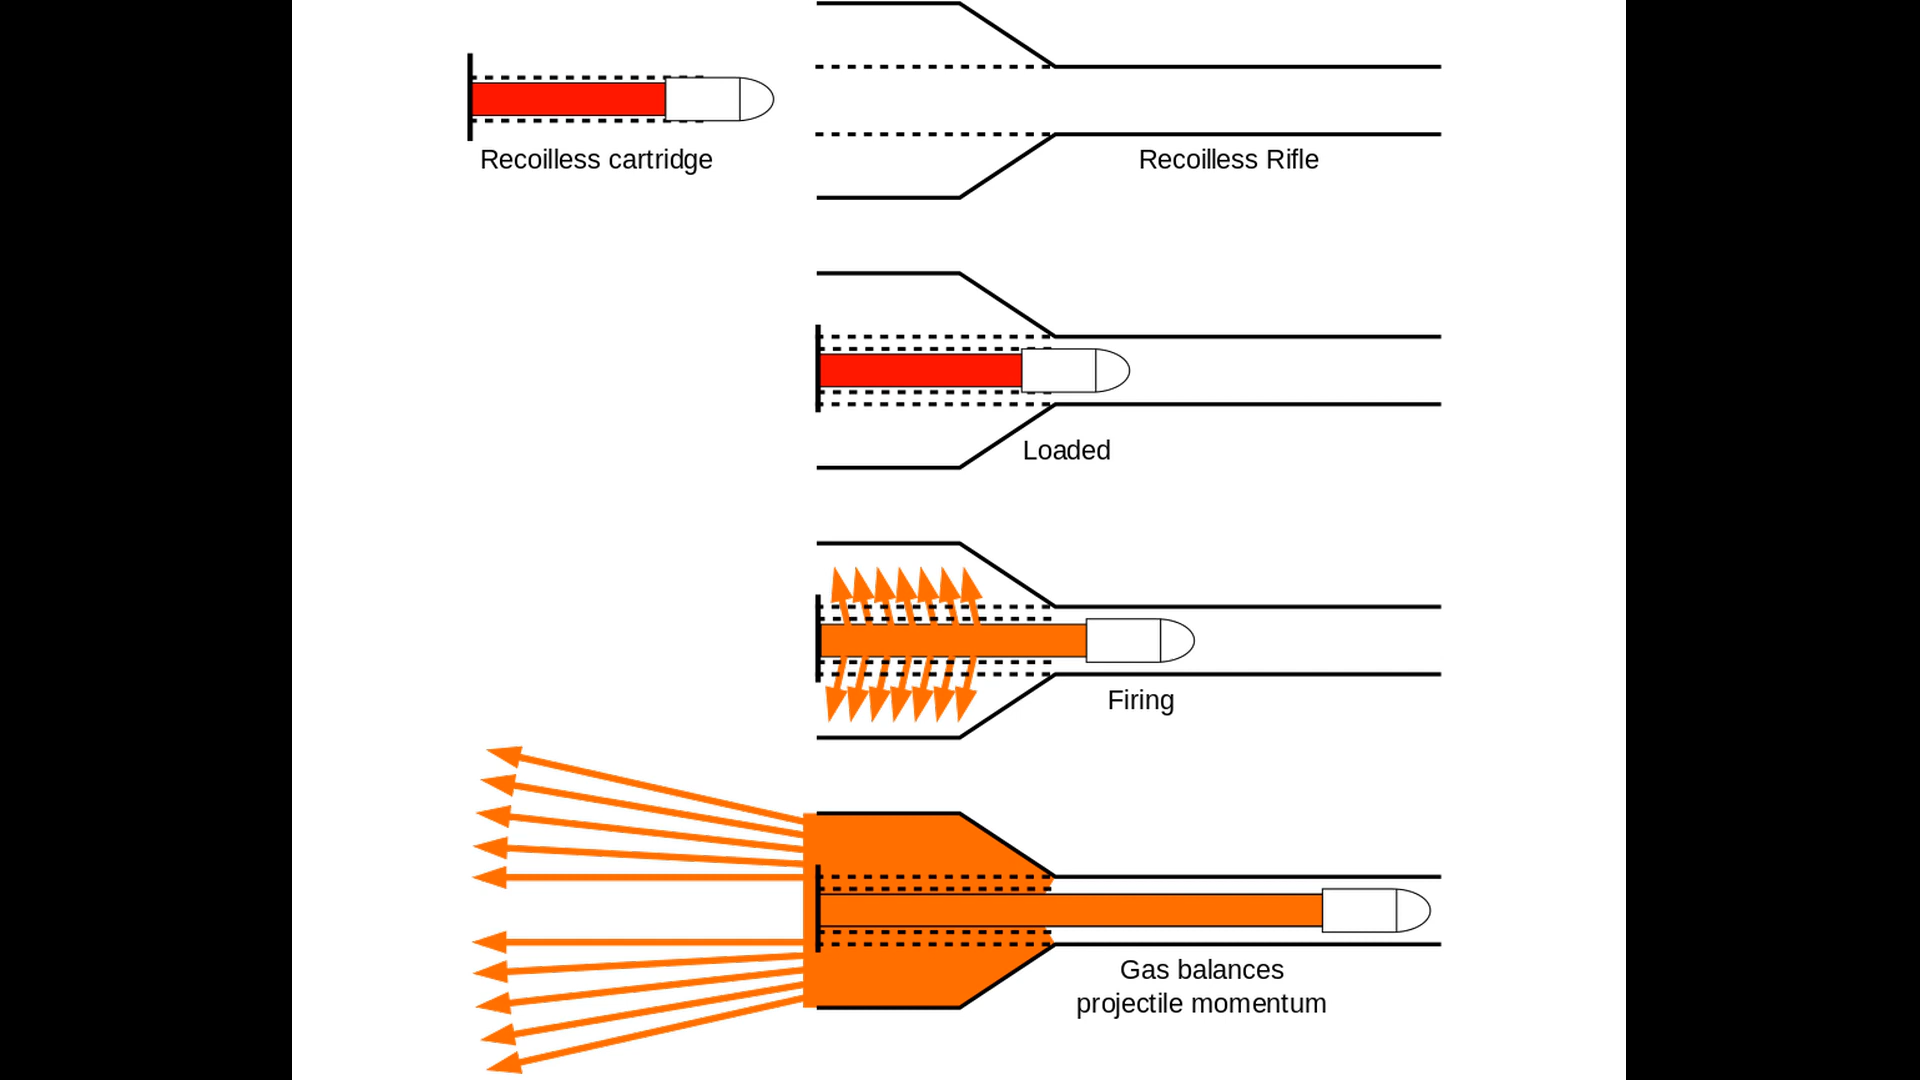 Recoilless cartridge
Recoilless Rifle
Loaded
Firing
Gas balances
projectile momentum